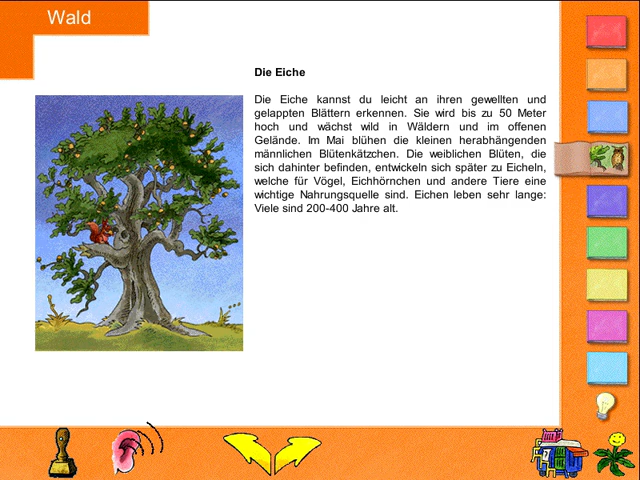 Wald
Die Eiche
Die Eiche kannst du leicht an ihren gewellten und
gelappten Blättern erkennen. Sie wird bis zu 50 Meter
hoch und wächst wild in Wäldern und im offenen
Gelände. Im Mai blühen die kleinen herabhängenden
männlichen Blütenkätzchen. Die weiblichen Blüten, die
sich dahinter befinden, entwickeln sich später zu Eicheln,
welche für Vögel, Eichhörnchen und andere Tiere eine
wichtige Nahrungsquelle sind. Eichen leben sehr lange:
Viele sind 200-400 Jahre alt.